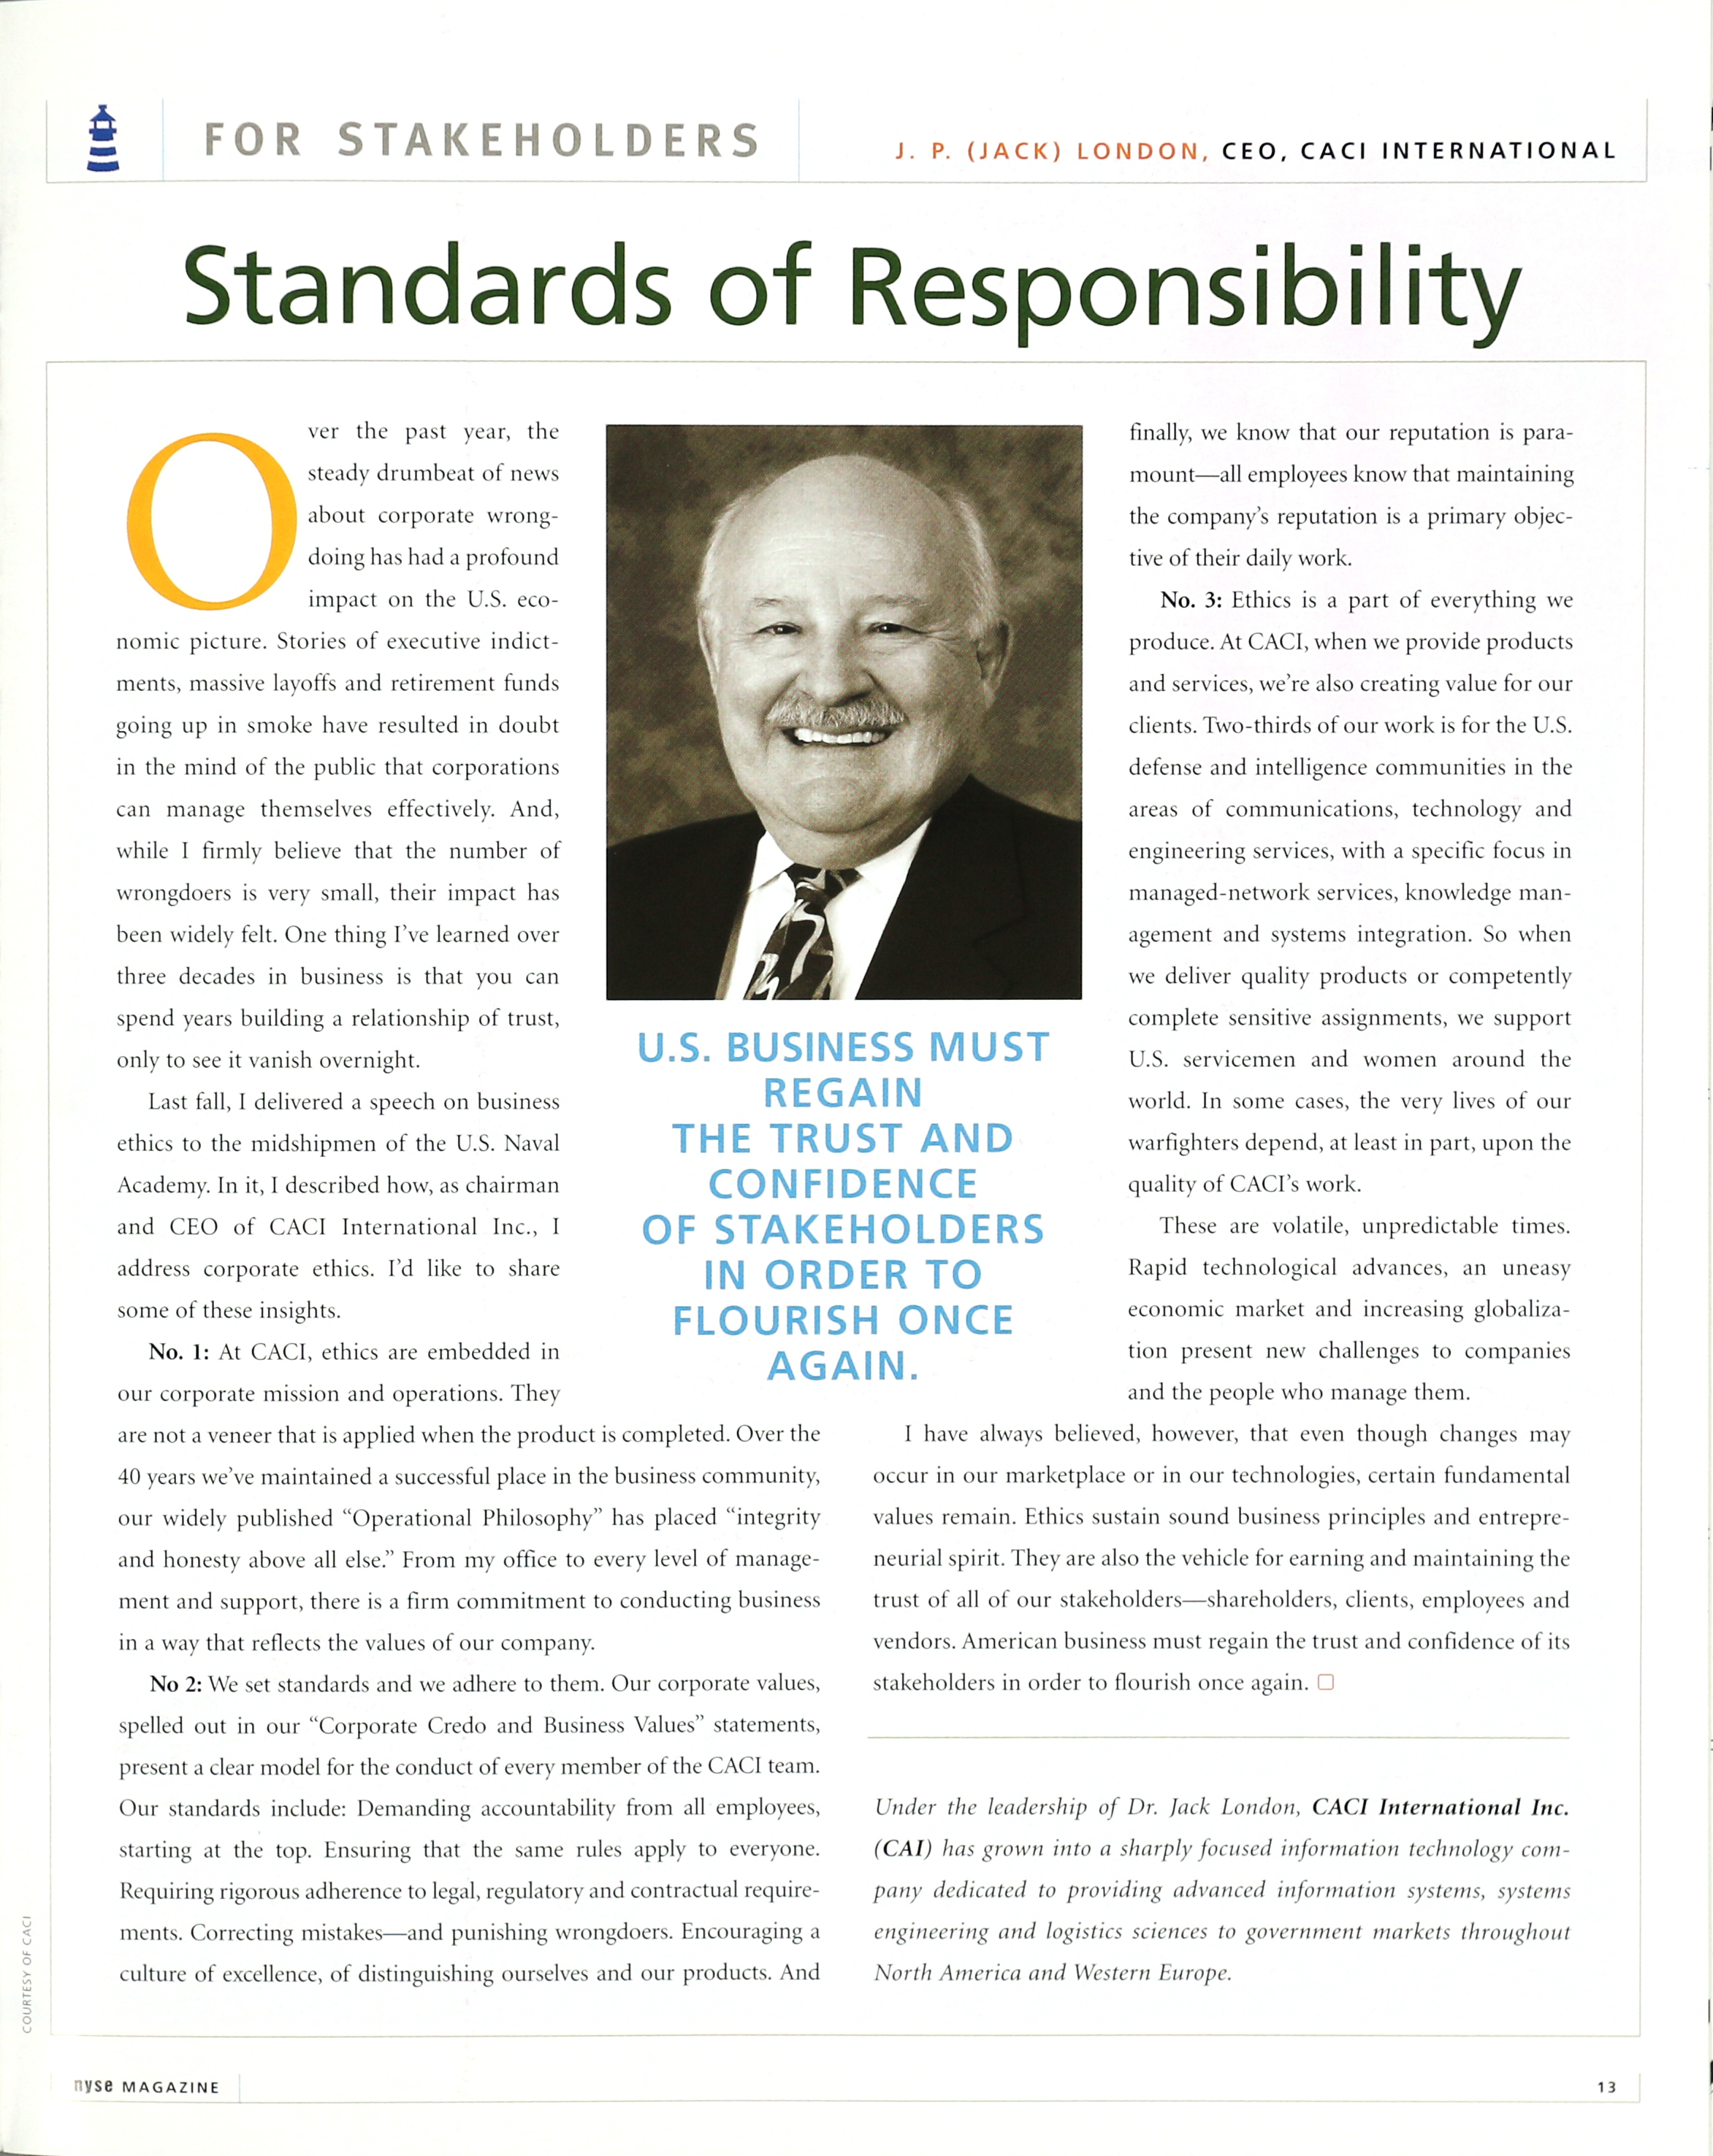 FOR STAKEHOLDERS
J. P. (JACK) LONDON, CEO, CACI INTERNATIONAL
Standards of Responsibility
Over the past year, the
steady drumbeat of news
about corporate wrong-
doing has had a profound
impact on the U.S. eco-
nomic picture. Stories of executive indict-
ments, massive layoffs and retirement funds
going up in smoke have resulted in doubt
in the mind of the public that corporations
can manage themselves effectively. And,
while I firmly believe that the number of
wrongdoers is very small, their impact has
been widely felt. One thing I've learned over
three decades in business is that you can
spend years building a relationship of trust,
only to see it vanish overnight.
Last fall, I delivered a speech on business
ethics to the midshipmen of the U.S. Naval
Academy. In it, I described how, as chairman
and CEO of CACI International Inc., I
address corporate ethics. I'd like to share
some of these insights.
No. 1: At CACI, ethics are embedded in
our corporate mission and operations. They
are not a veneer that is applied when the product is completed. Over the
40 years we've maintained a successful place in the business community,
our widely published “Operational Philosophy” has placed “integrity
and honesty above all else.” From my office to every level of manage-
ment and support, there is a firm commitment to conducting business
in a way that reflects the values of our company.
No 2: We set standards and we adhere to them. Our corporate values,
spelled out in our “Corporate Credo and Business Values” statements,
present a clear model for the conduct of every member of the CACI team.
Our standards include: Demanding accountability from all employees,
starting at the top. Ensuring that the same rules apply to everyone.
Requiring rigorous adherence to legal, regulatory and contractual require-
ments. Correcting mistakes—and punishing wrongdoers. Encouraging a
culture of excellence, of distinguishing ourselves and our products. And
U.S. BUSINESS MUST
REGAIN
THE TRUST AND
CONFIDENCE
OF STAKEHOLDERS
IN ORDER TO
FLOURISH ONCE
AGAIN.
finally, we know that our reputation is para-
mount—all employees know that maintaining
the company's reputation is a primary objec-
tive of their daily work.
No. 3: Ethics is a part of everything we
produce. At CACI, when we provide products
and services, we're also creating value for our
clients. Two-thirds of our work is for the U.S.
defense and intelligence communities in the
areas of communications, technology and
engineering services, with a specific focus in
managed-network services, knowledge man-
agement and systems integration. So when
we deliver quality products or competently
complete sensitive assignments, we support
U.S. servicemen and women around the
world. In some cases, the very lives of our
warfighters depend, at least in part, upon the
quality of CACI's work.
These are volatile, unpredictable times.
Rapid technological advances, an uneasy
economic market and increasing globaliza-
tion present new challenges to companies
and the people who manage them.
I have always believed, however, that even though changes may
occur in our marketplace or in our technologies, certain fundamental
values remain. Ethics sustain sound business principles and entrepre-
neurial spirit. They are also the vehicle for earning and maintaining the
trust of all of our stakeholders—shareholders, clients, employees and
vendors. American business must regain the trust and confidence of its
stakeholders in order to flourish once again.
Under the leadership of Dr. Jack London, CACI International Inc.
(CAI) has grown into a sharply focused information technology com-
pany dedicated to providing advanced information systems, systems
engineering and logistics sciences to government markets throughout
North America and Western Europe.
COURTESY OF CACI
nyse MAGAZINE
13